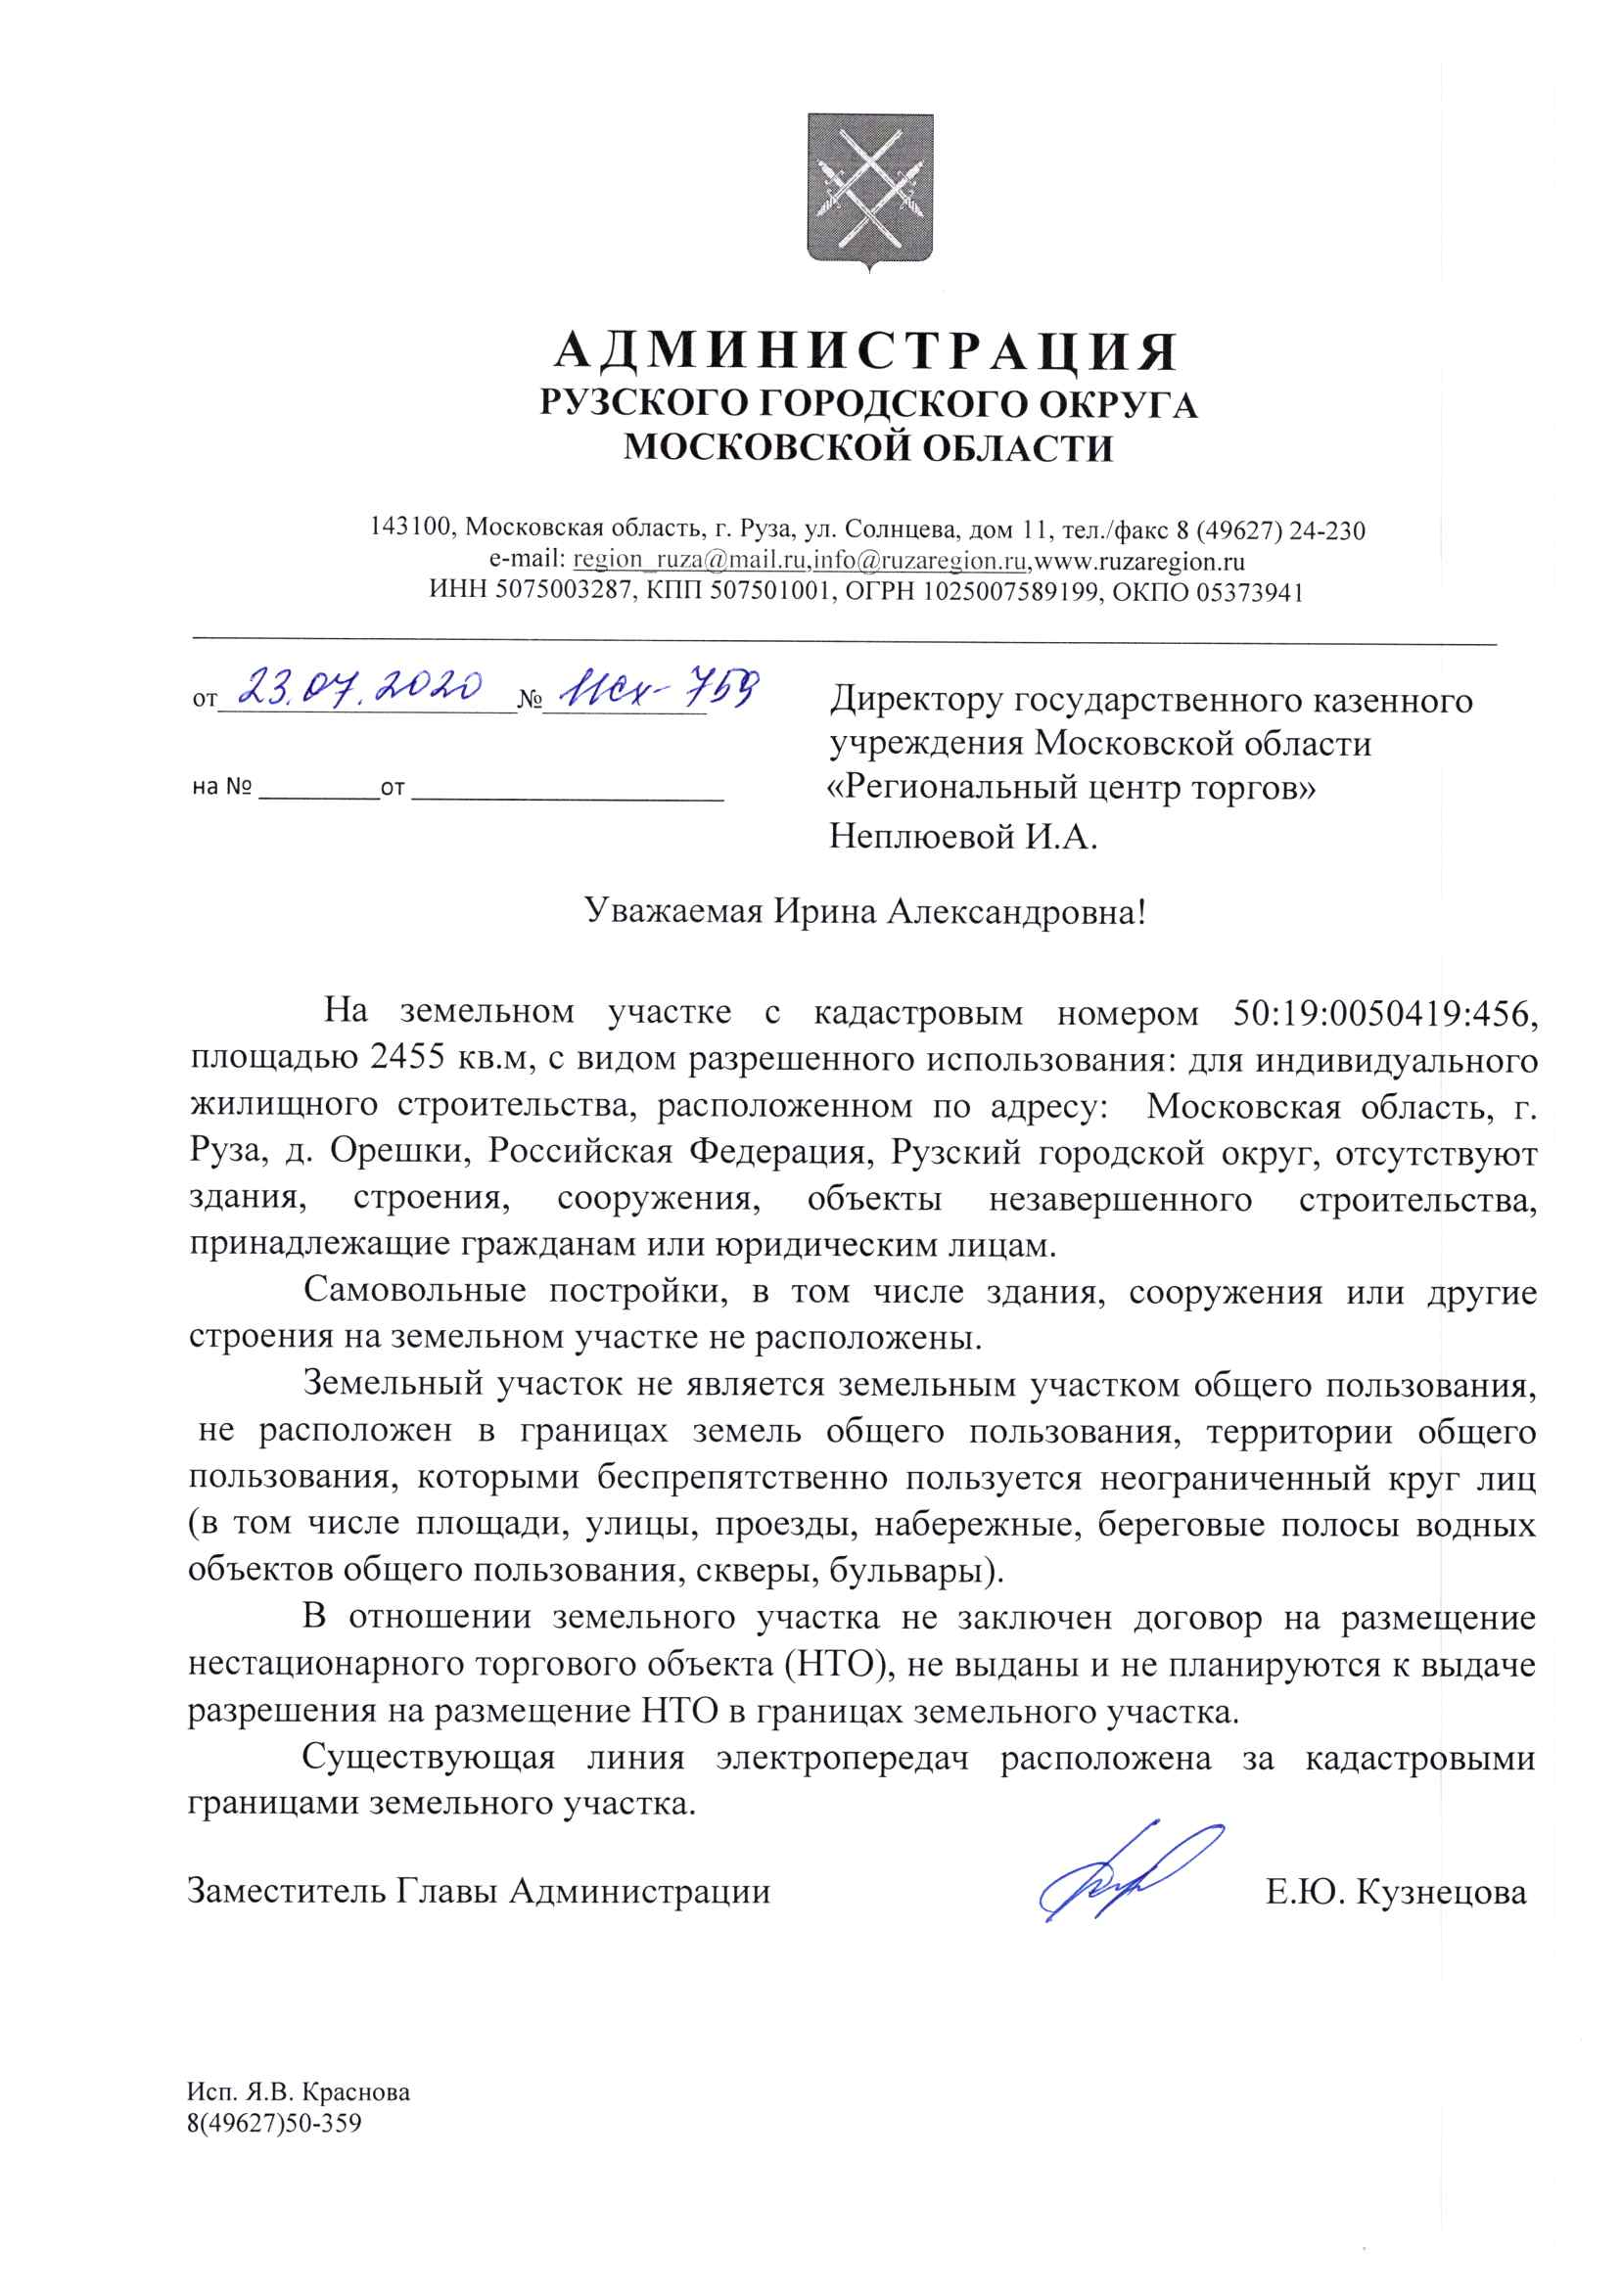 АДМИНИСТРАЦИЯ
РУЗСКОГО ГОРОДСКОГО ОКРУГА
МОСКОВСКОЙ ОБЛАСТИ
143100, Московская область, г. Руза, ул. Солнцева, дом 11, тел./факс 8 (49627) 24-230
e-mail: region_ruza@mail.ru,info@ruzaregion.ru,www.ruzaregion.ru
ИНН 5075003287, КПП 507501001, ОГРН 1025007589199, ОКПО 05373941
от 23.07.2020 № Исх-759
на № __________от
Директору государственного казенного
учреждения Московской области
«Региональный центр торгов»
Неплюевой И.А.
Уважаемая Ирина Александровна!
На земельном участке с кадастровым номером 50:19:0050419:456,
площадью 2455 кв.м, с видом разрешенного использования: для индивидуального
жилищного строительства, расположенном по адресу: Московская область, г.
Руза, д. Орешки, Российская Федерация, Рузский городской округ, отсутствуют
здания, строения, сооружения, объекты незавершенного строительства,
принадлежащие гражданам или юридическим лицам.
Самовольные постройки, в том числе здания, сооружения или другие
строения на земельном участке не расположены.
Земельный участок не является земельным участком общего пользования,
не расположен в границах земель общего пользования, территории общего
пользования, которыми беспрепятственно пользуется неограниченный круг лиц
(в том числе площади, улицы, проезды, набережные, береговые полосы водных
объектов общего пользования, скверы, бульвары).
В отношении земельного участка не заключен договор на размещение
нестационарного торгового объекта (НТО), не выданы и не планируются к выдаче
разрешения на размещение НТО в границах земельного участка.
Существующая линия электропередач расположена за кадастровыми
границами земельного участка.
Заместитель Главы Администрации Е.Ю. Кузнецова
Исп. Я.В. Краснова
8(49627)50-359